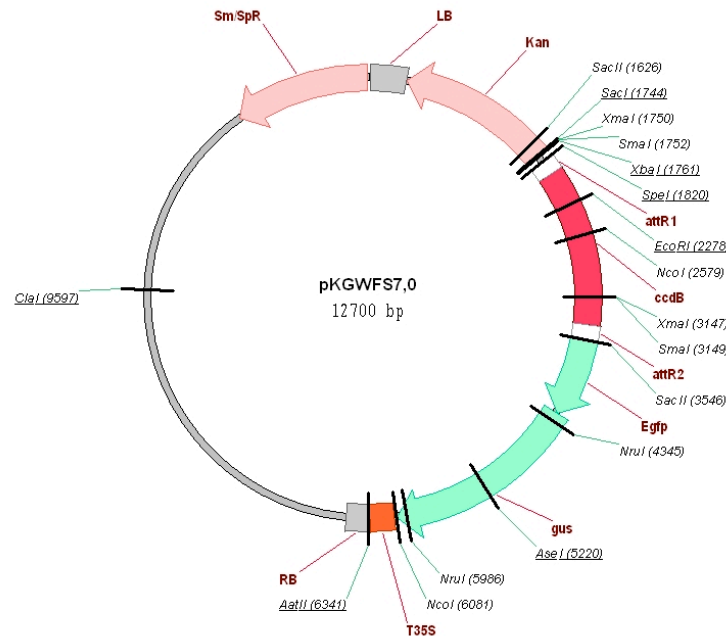 Sm/SpR
LB
Kan
SacII (1626)
SacI (1744)
XmaI (1750)
SmaI (1752)
XbaI (1761)
SpeI (1820)
attR1
EcoRI (2278
NcoI (2579)
ccdB
XmaI (3147)
SmaI (3149)
attR2
SacII (3546)
Egfp
NruI (4345)
gus
AseI (5220)
NruI (5986)
NcoI (6081)
T35S
AatII (6341)
RB
ClaI (9597)
pKGWFS7,0
12700 bp